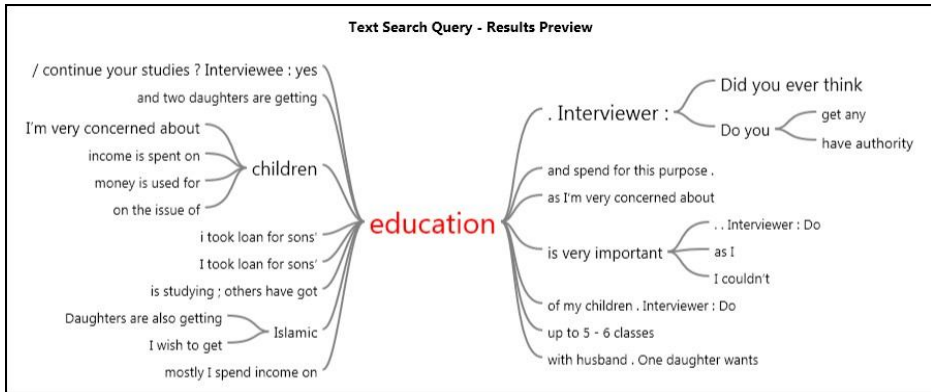 Text Search Query - Results Preview
/ continue your studies ? Interviewee : yes
and two daughters are getting
I'm very concerned about
income is spent on
money is used for
on the issue of
children
i took loan for sons'
I took loan for sons'
is studying ; others have got
Daughters are also getting
I wish to get
Islamic
mostly I spend income on
education
. Interviewer :
Did you ever think
Do you
get any
have authority
and spend for this purpose .
as I'm very concerned about
is very important
. . Interviewer : Do
as I
I couldn't
of my children . Interviewer : Do
up to 5 - 6 classes
with husband . One daughter wants